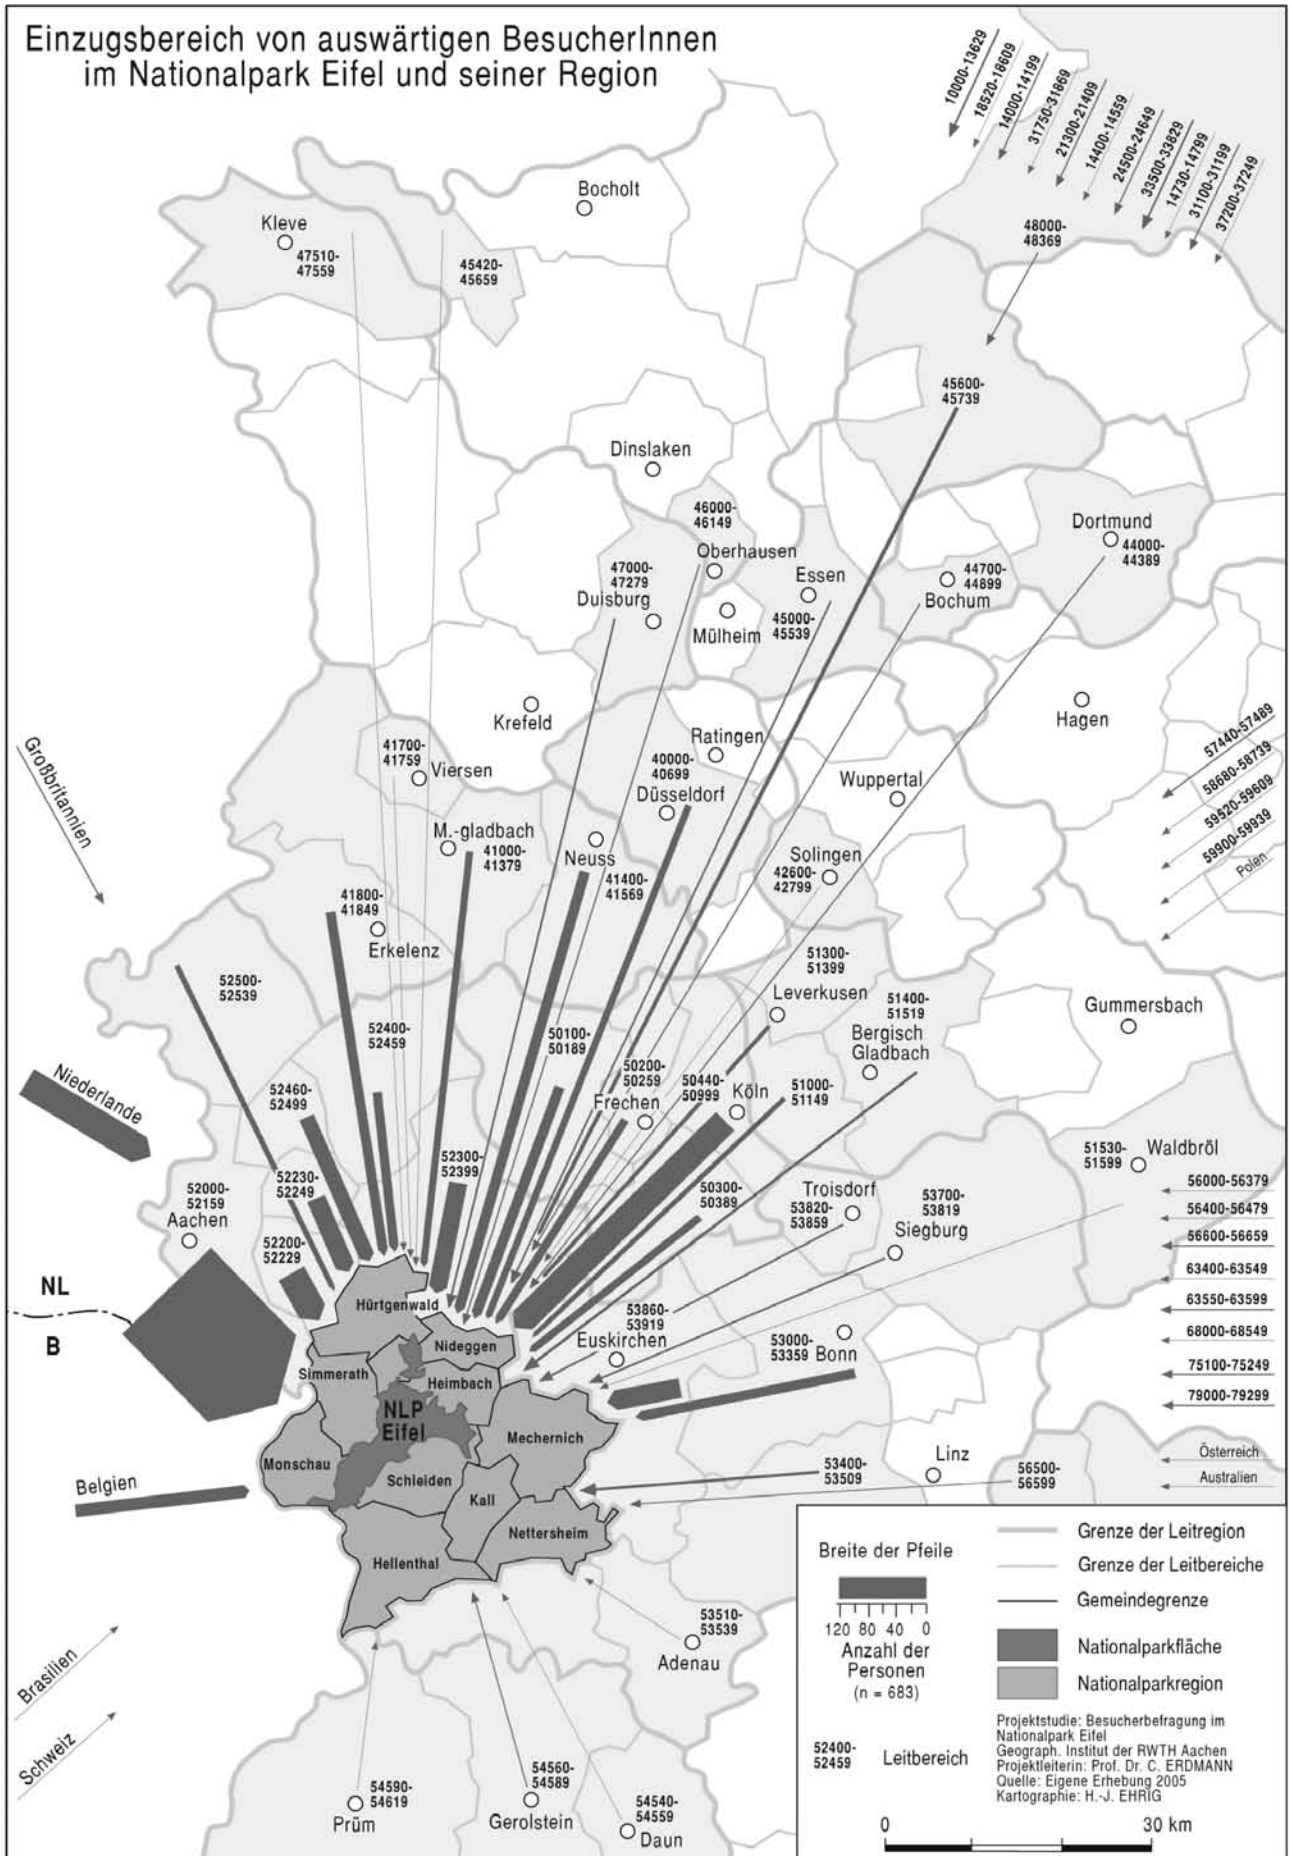 Einzugsbereich von auswärtigen BesucherInnen
im Nationalpark Eifel und seiner Region
10000-13629
18520-18609
14000-14199
31750-31869
21300-21409
14400-14559
24500-24649
33500-33829
14730-14799
31100-31199
37200-37249
Bocholt
Kleve
47510-
47559
45420-
45659
48000-
48369
45600-
45739
Dinslaken
46000-
46149
Oberhausen
Dortmund
44000-
44389
47000-
47279
Duisburg
Essen
45000-
45539
44700-
44899
Bochum
Mülheim
Krefeld
Ratingen
Hagen
Großbritannien
41700-
41759
Viersen
40000-
40699
Düsseldorf
Wuppertal
57440-57489
58680-58739
59520-59609
59900-59939
Polen
M.-gladbach
41000-
41379
Neuss
41400-
41569
Solingen
42600-
42799
41800-
41849
Erkelenz
52500-
52539
51300-
51399
Leverkusen
51400-
51519
Bergisch
Gladbach
Gummersbach
52400-
52459
50100-
50189
50200-
50259
Frechen
50440-
50999
Köln
51000-
51149
Niederlande
52460-
52499
52300-
52399
52230-
52249
52000-
52159
Aachen
52200-
52229
50300-
50389
Troisdorf
53820-
53859
53700-
53819
Siegburg
51530-
51599
Waldbröl
56000-56379
56400-56479
56600-56659
63400-63549
63550-63599
68000-68549
75100-75249
79000-79299
Österreich
Australien
NL
B
Hürtgenwald
Nideggen
Simmerath
Heimbach
NLP
Eifel
Monschau
Schleiden
Mechernich
Kall
Nettersheim
Hellenthal
53860-
53919
Euskirchen
53000-
53359
Bonn
53400-
53509
Linz
56500-
56599
Belgien
Brasilien
Schweiz
53510-
53539
Adenau
54590-
54619
Prüm
54560-
54589
Gerolstein
54540-
54559
Daun
Breite der Pfeile
120 80 40 0
Anzahl der
Personen
(n = 683)
52400-
52459
Leitbereich
Grenze der Leitregion
Grenze der Leitbereiche
Gemeindegrenze
Nationalparkfläche
Nationalparkregion
Projektstudie: Besucherbefragung im
Nationalpark Eifel
Geograph. Institut der RWTH Aachen
Projektleiterin: Prof. Dr. C. ERDMANN
Quelle: Eigene Erhebung 2005
Kartographie: H.-J. EHRIG
0 30 km